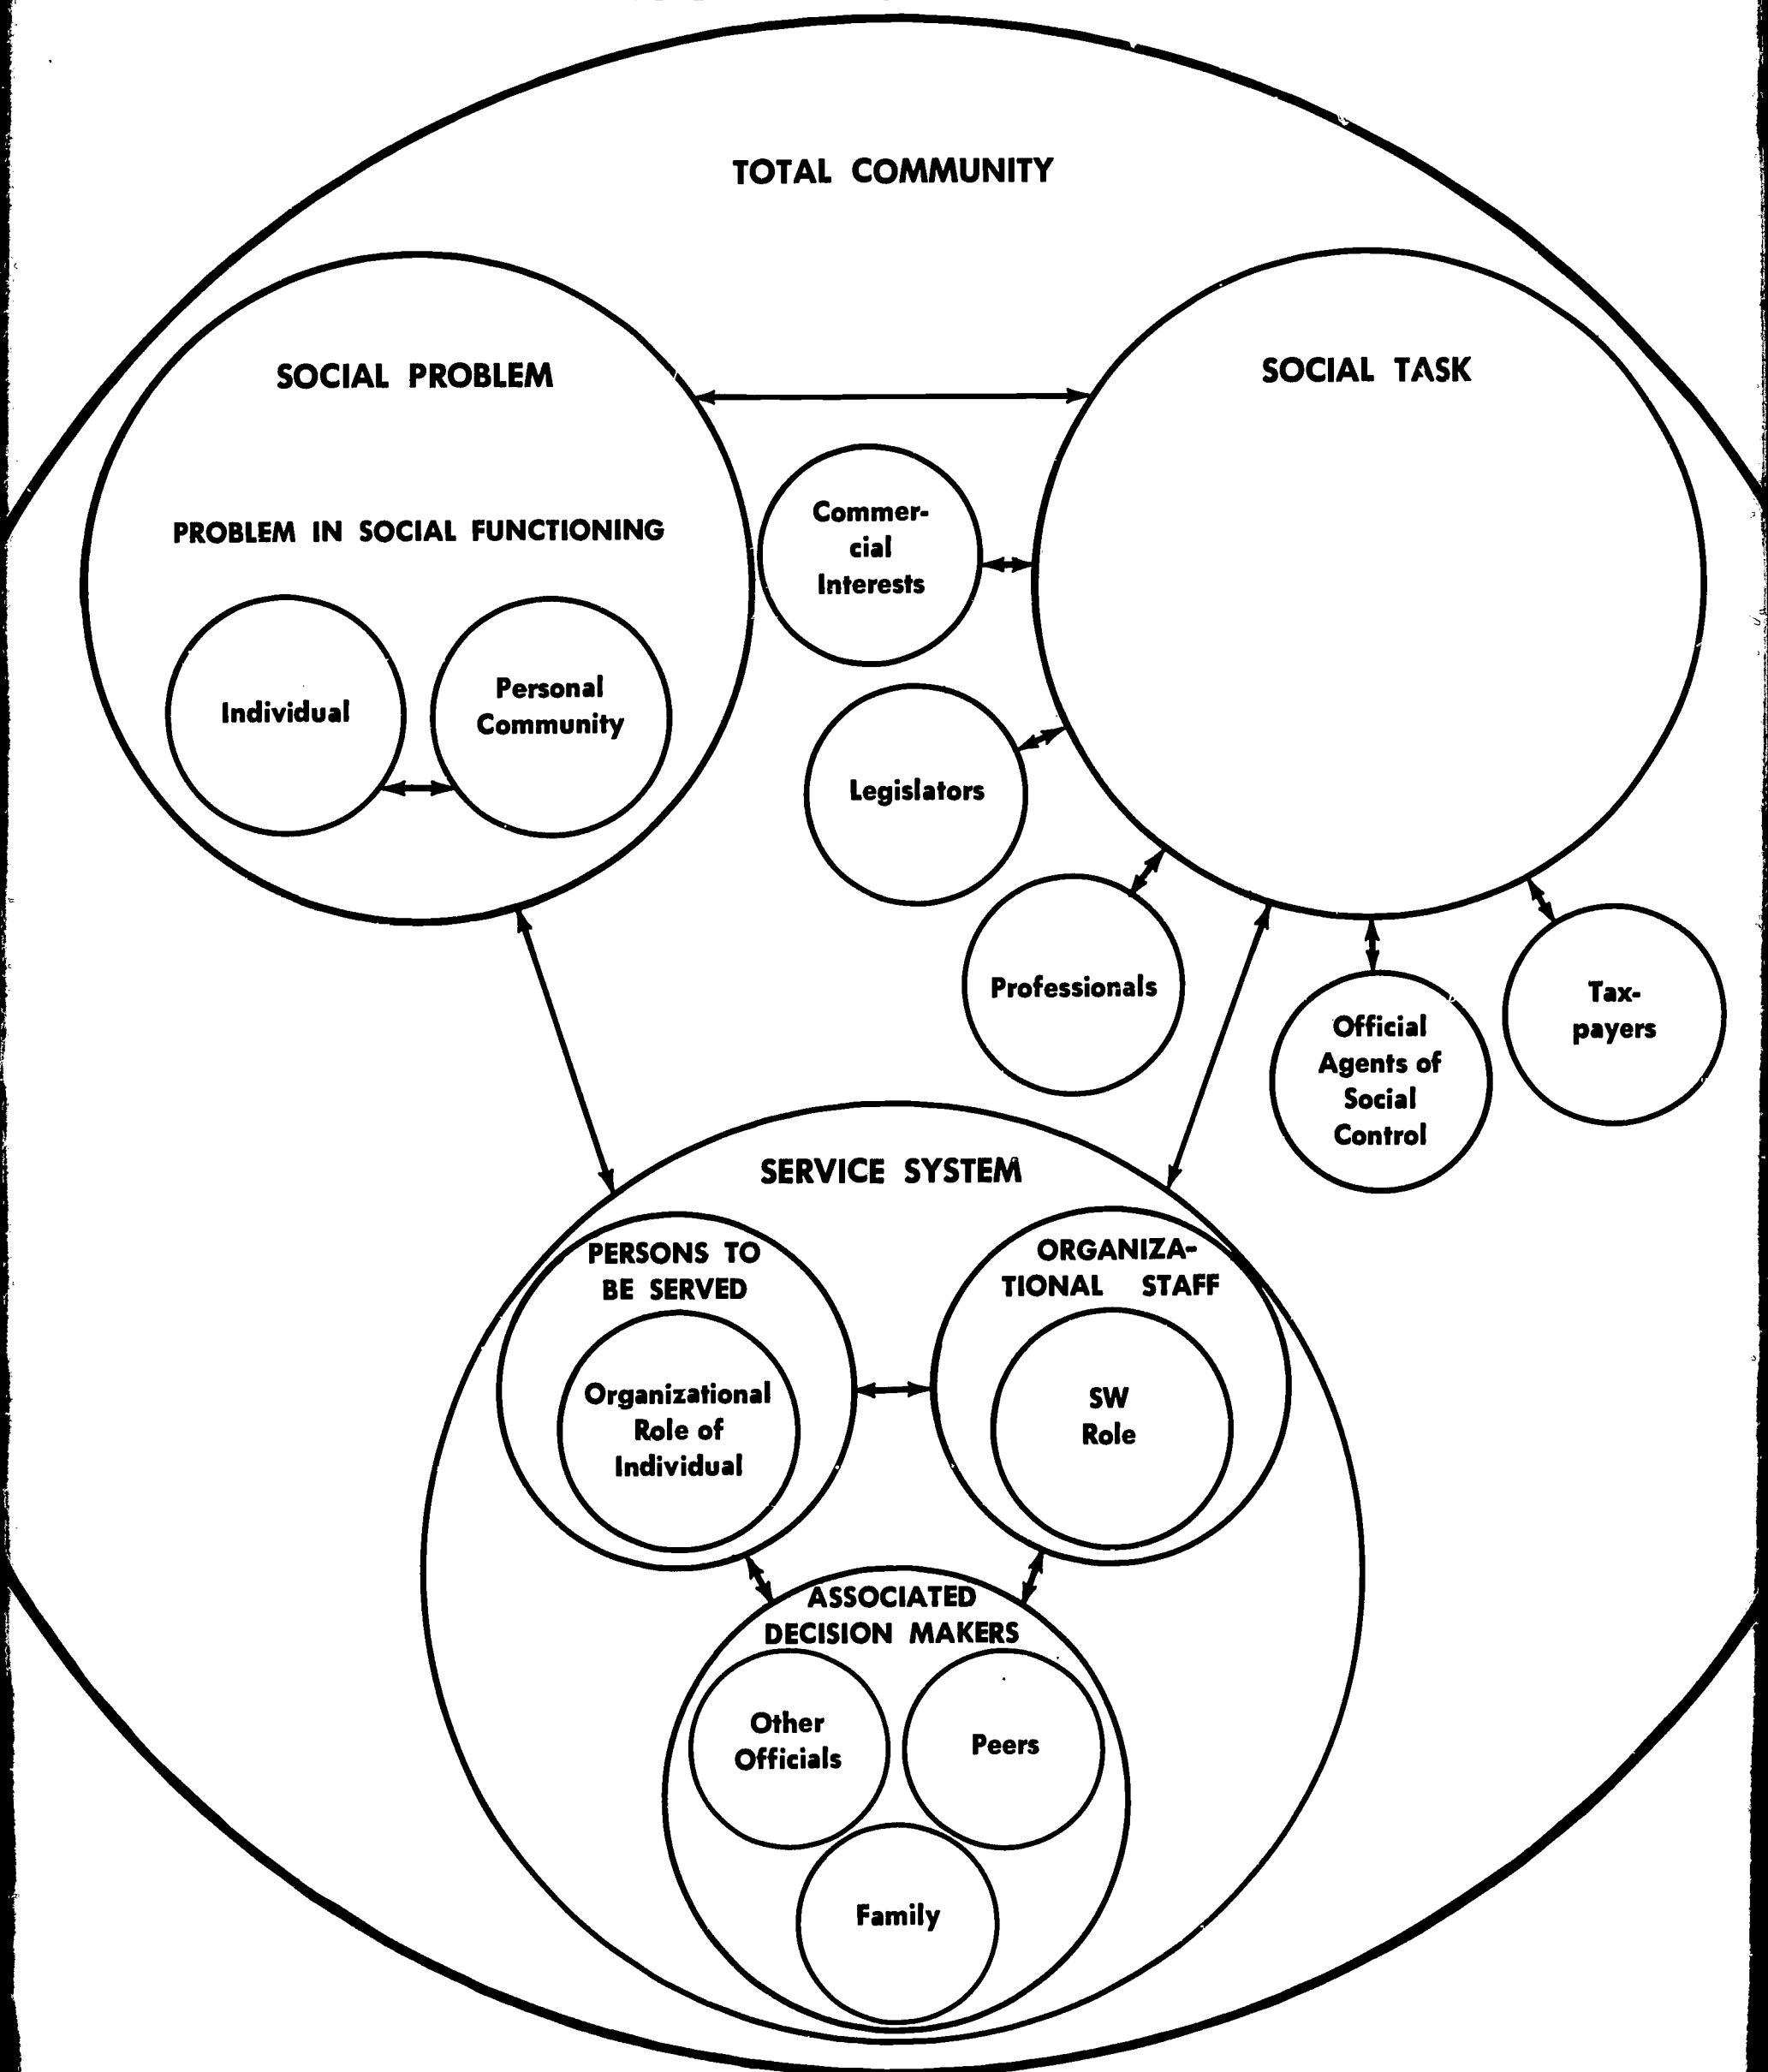 TOTAL COMMUNITY
SOCIAL PROBLEM
SOCIAL TASK
PROBLEM IN SOCIAL FUNCTIONING
Individual
Personal
Community
Commer-
cial
Interests
Legislators
Professionals
Official
Agents of
Social
Control
Tax-
payers
SERVICE SYSTEM
PERSONS TO
BE SERVED
Organizational
Role of
Individual
ORGANIZA-
TIONAL STAFF
SW
Role
ASSOCIATED
DECISION MAKERS
Other
Officials
Peers
Family